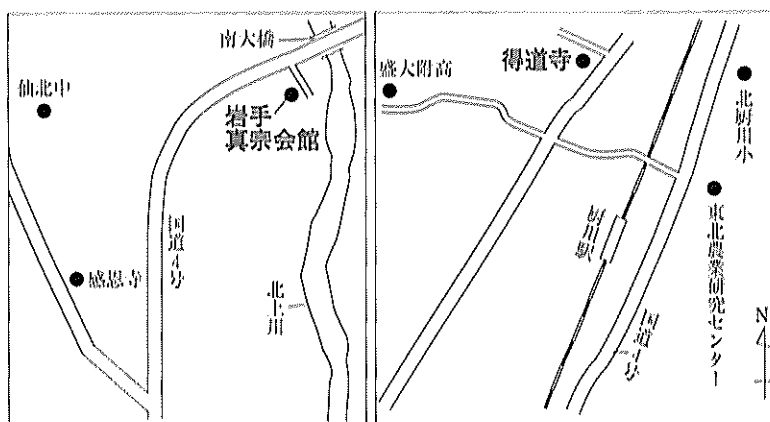 南大橋
仙北中
岩手
真宗会館
国道4号
感恩寺
北上川
得道寺
盛大附高
北厨川小
厨川駅
東北農業研究センター
国道4号
N